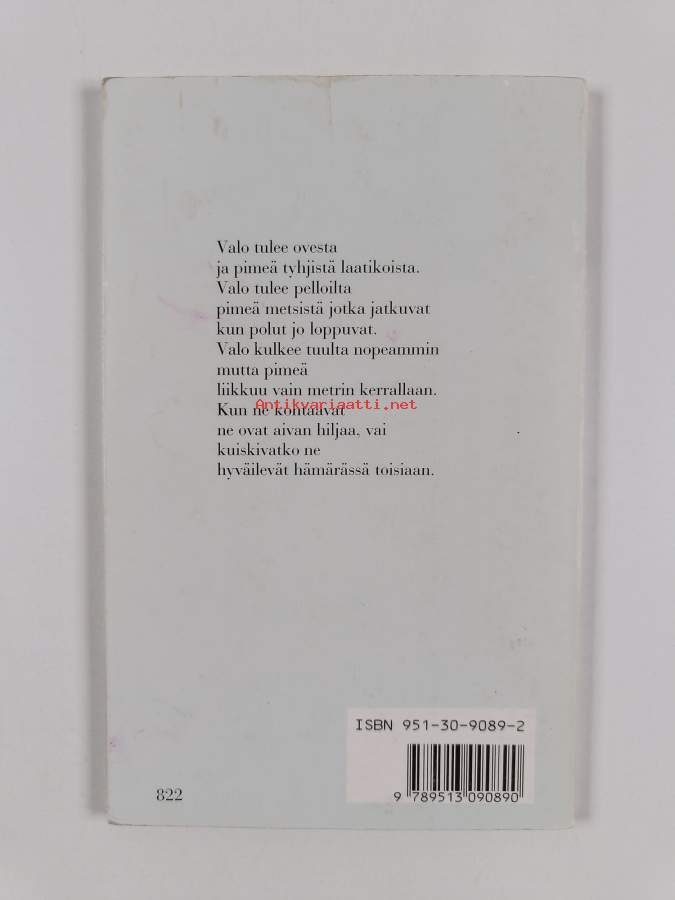 Valo tulee ovesta
ja pimeä tyhjistä laatikoista.
Valo tulee pelloilta
pimeä metsistä jotka jatkuvat
kun polut jo loppuvat.
Valo kulkee tuulta nopeammin
mutta pimeä
liikkuu vain metrin kerrallaan.
Antikvariaatti.net
Kun ne kohtaavat
ne ovat aivan hiljaa, vai
kuiskivatko ne
hyväilevät hämärässä toisiaan.
ISBN 951-30-9089-2
9 789513 090890
822